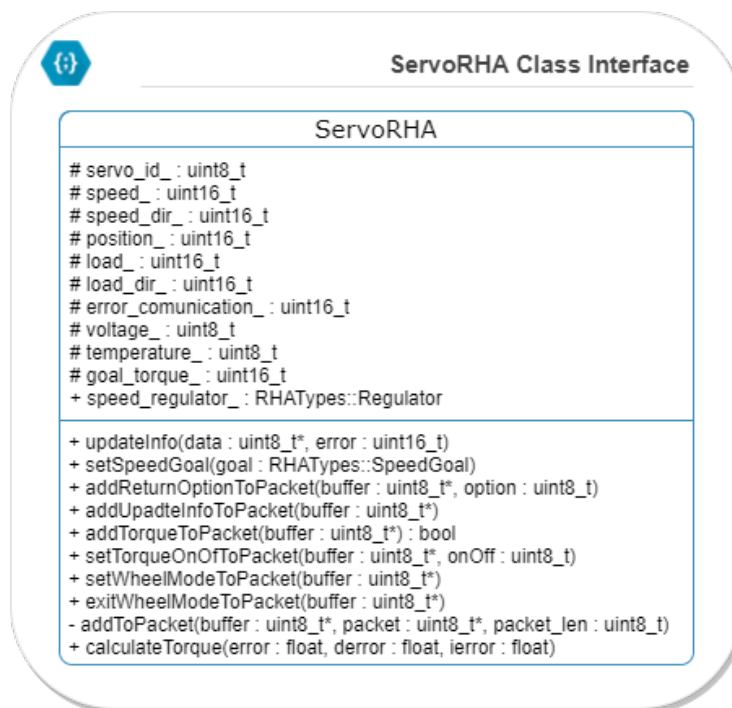 {;}
ServoRHA Class Interface
ServoRHA
# servo_id_ : uint8_t
# speed_ : uint16_t
# speed_dir_ : uint16_t
# position_ : uint16_t
# load_ : uint16_t
# load_dir_ : uint16_t
# error_comunication_ : uint16_t
# voltage_ : uint8_t
# temperature_ : uint8_t
# goal_torque_ : uint16_t
+ speed_regulator_ : RHATypes::Regulator
+ updateInfo(data : uint8_t*, error : uint16_t)
+ setSpeedGoal(goal : RHATypes::SpeedGoal)
+ addReturnOptionToPacket(buffer : uint8_t*, option : uint8_t)
+ addUpadteInfoToPacket(buffer : uint8_t*)
+ addTorqueToPacket(buffer : uint8_t*) : bool
+ setTorqueOnOfToPacket(buffer : uint8_t*, onOff : uint8_t)
+ setWheelModeToPacket(buffer : uint8_t*)
+ exitWheelModeToPacket(buffer : uint8_t*)
- addToPacket(buffer : uint8_t*, packet : uint8_t*, packet_len : uint8_t)
+ calculateTorque(error : float, derror : float, ierror : float)